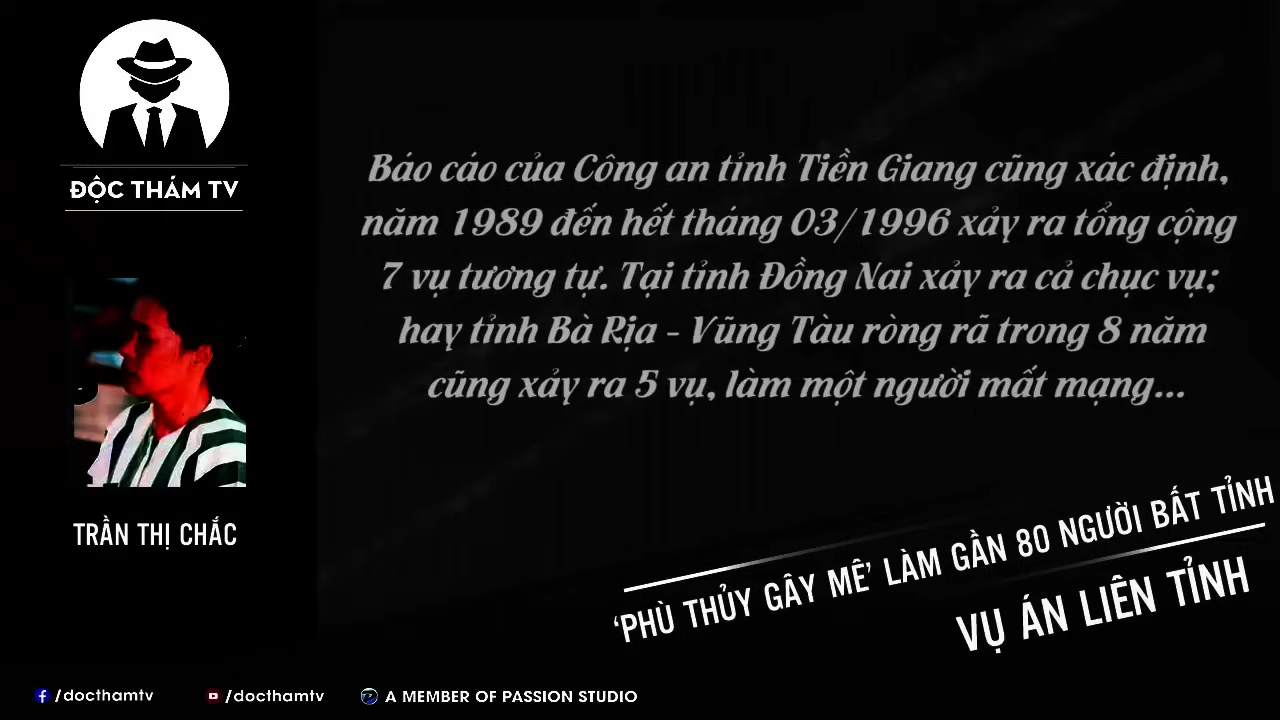 ĐỘC THÁM TV
Báo cáo của Công an tỉnh Tiền Giang cũng xác định,
năm 1989 đến hết tháng 03/1996 xảy ra tổng cộng
7 vụ tương tự. Tại tỉnh Đồng Nai xảy ra cả chục vụ;
hay tỉnh Bà Rịa - Vũng Tàu ròng rã trong 8 năm
cũng xảy ra 5 vụ, làm một người mất mạng...
TRẦN THỊ CHẮC
‘PHÙ THỦY GÂY MÊ’ LÀM GẦN 80 NGƯỜI BẤT TỈNH
VỤ ÁN LIÊN TỈNH
/docthamtv
/docthamtv
A MEMBER OF PASSION STUDIO